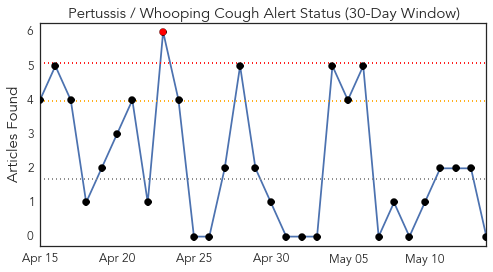 Pertussis / Whooping Cough Alert Status (30-Day Window)
Articles Found
6
5
4
3
2
1
0
Apr 15
Apr 20
Apr 25
Apr 30
May 05
May 10